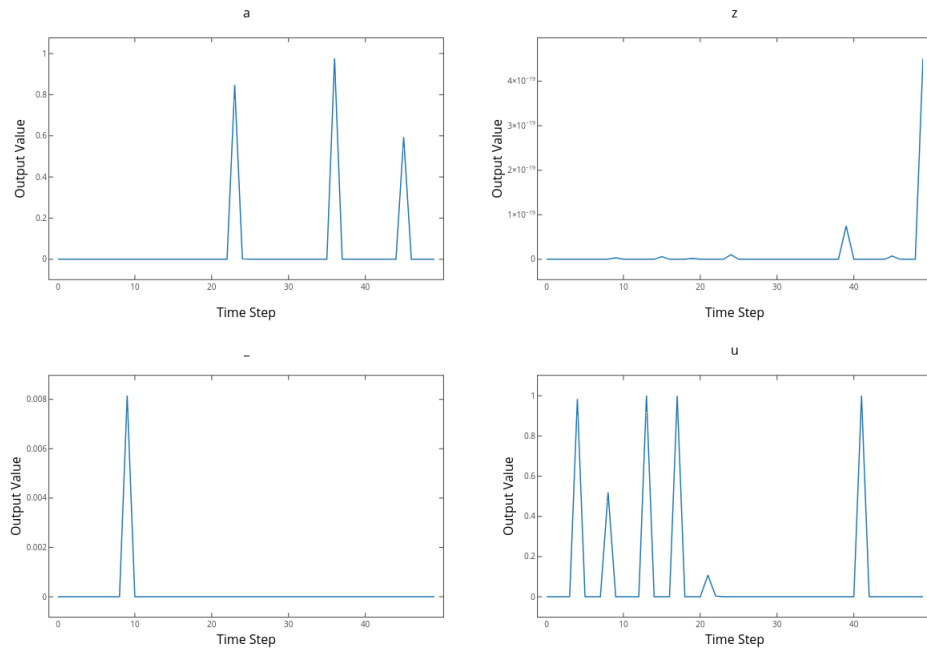 a
Output Value
1
0.8
0.6
0.4
0.2
0
0 10 20 30 40
Time Step
z
Output Value
4×10⁻¹⁹
3×10⁻¹⁹
2×10⁻¹⁹
1×10⁻¹⁹
0
0 10 20 30 40
Time Step
_
Output Value
0.008
0.006
0.004
0.002
0
0 10 20 30 40
Time Step
u
Output Value
1
0.8
0.6
0.4
0.2
0
0 10 20 30 40
Time Step